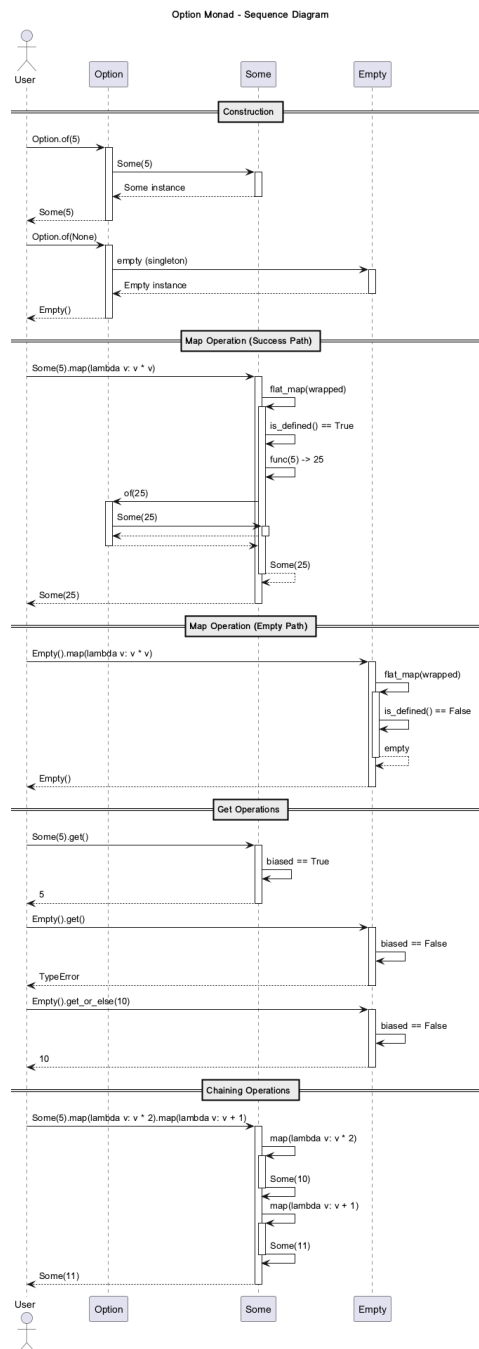 Option Monad - Sequence Diagram
User
Option
Some
Empty
Construction
Option.of(5)
Some(5)
Some instance
Some(5)
Option.of(None)
empty (singleton)
Empty instance
Empty()
Map Operation (Success Path)
Some(5).map(lambda v: v * v)
flat_map(wrapped)
is_defined() == True
func(5) -> 25
of(25)
Some(25)
Some(25)
Some(25)
Map Operation (Empty Path)
Empty().map(lambda v: v * v)
flat_map(wrapped)
is_defined() == False
empty
Empty()
Get Operations
Some(5).get()
biased == True
5
Empty().get()
biased == False
TypeError
Empty().get_or_else(10)
biased == False
10
Chaining Operations
Some(5).map(lambda v: v * 2).map(lambda v: v + 1)
map(lambda v: v * 2)
Some(10)
map(lambda v: v + 1)
Some(11)
Some(11)
User
Option
Some
Empty